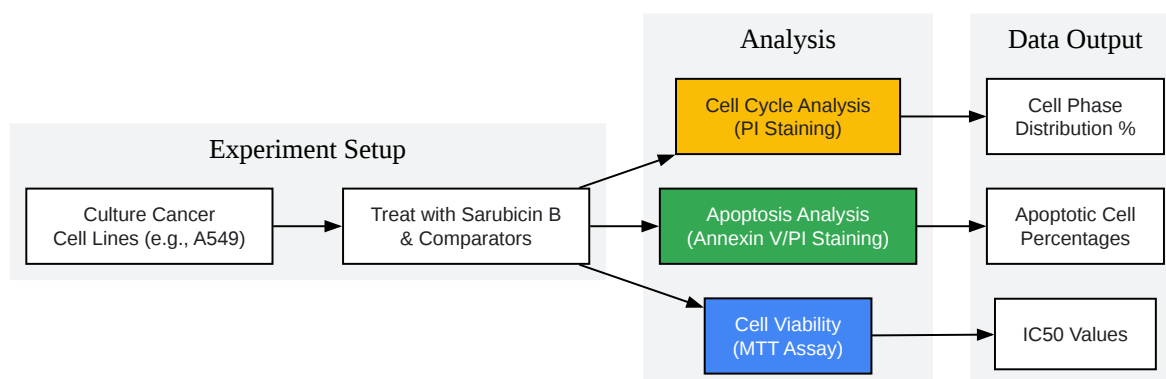 Experiment Setup
Culture Cancer
Cell Lines (e.g., A549)
Treat with Sarubicin B
& Comparators
Analysis
Cell Cycle Analysis
(PI Staining)
Apoptosis Analysis
(Annexin V/PI Staining)
Cell Viability
(MTT Assay)
Data Output
Cell Phase
Distribution %
Apoptotic Cell
Percentages
IC50 Values